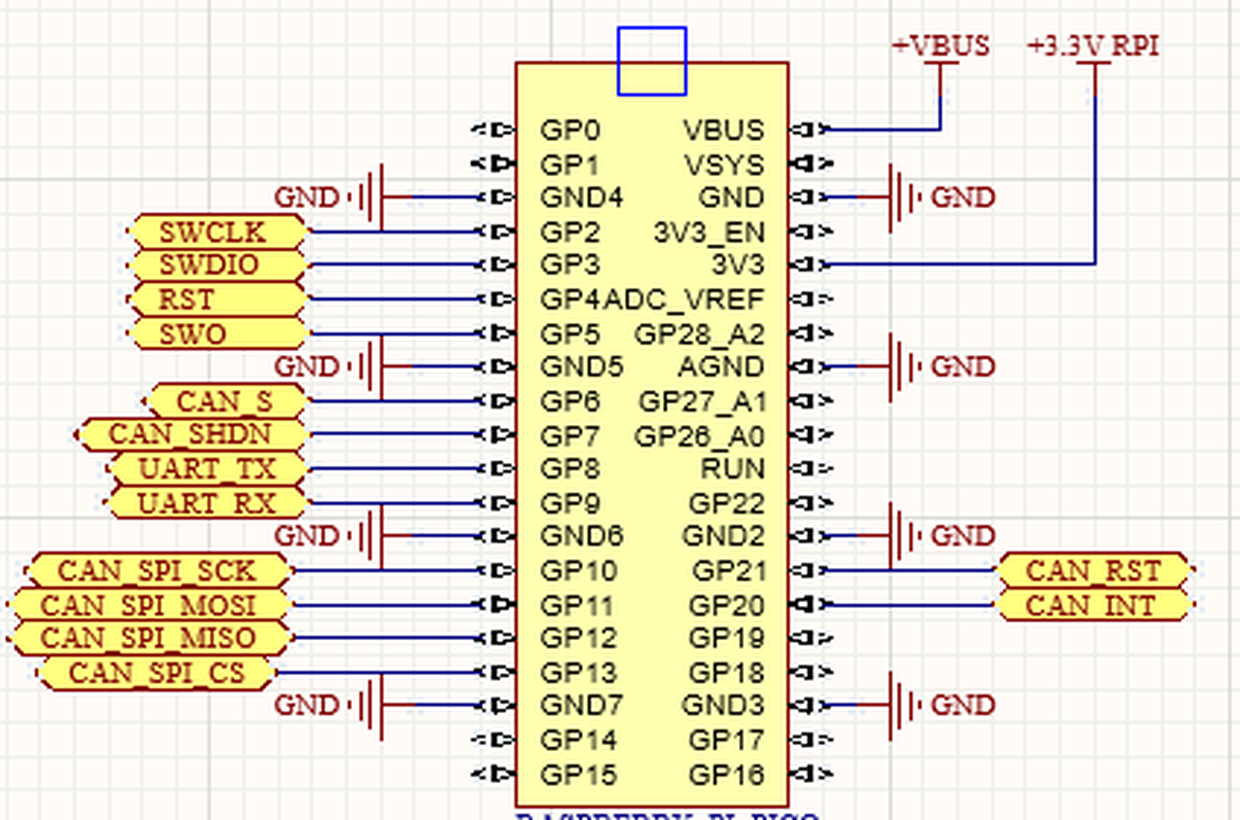 +VBUS +3.3V RPI
GP0 VBUS
GP1 VSYS
GND GND4 GND GND
SWCLK GP2 3V3_EN
SWDIO GP3 3V3
RST GP4 ADC_VREF
SWO GP5 GP28_A2
GND GND5 AGND GND
CAN_S GP6 GP27_A1
CAN_SHDN GP7 GP26_A0
UART_TX GP8 RUN
UART_RX GP9 GP22
GND GND6 GND2 GND
CAN_SPI_SCK GP10 GP21 CAN_RST
CAN_SPI_MOSI GP11 GP20 CAN_INT
CAN_SPI_MISO GP12 GP19
CAN_SPI_CS GP13 GP18
GND GND7 GND3 GND
GP14 GP17
GP15 GP16
RASPBERRY PI PICO